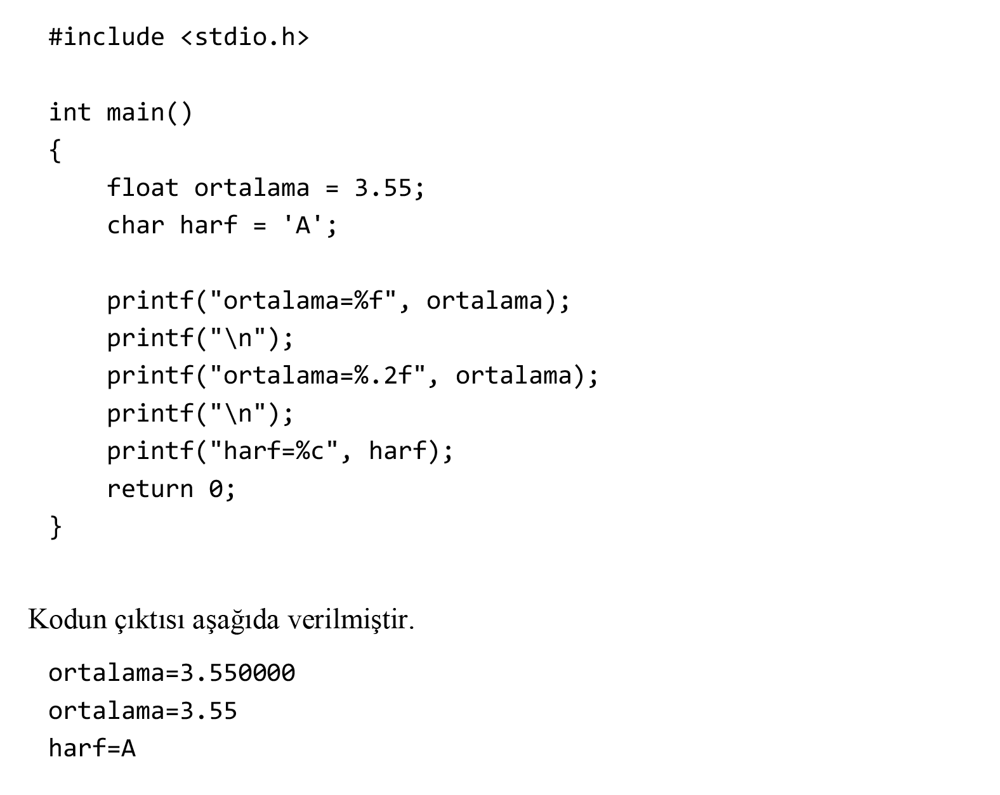 #include <stdio.h>
int main()
{
    float ortalama = 3.55;
    char harf = 'A';
    printf("ortalama=%f", ortalama);
    printf("\n");
    printf("ortalama=%.2f", ortalama);
    printf("\n");
    printf("harf=%c", harf);
    return 0;
}
Kodun çıktısı aşağıda verilmiştir.
ortalama=3.550000
ortalama=3.55
harf=A